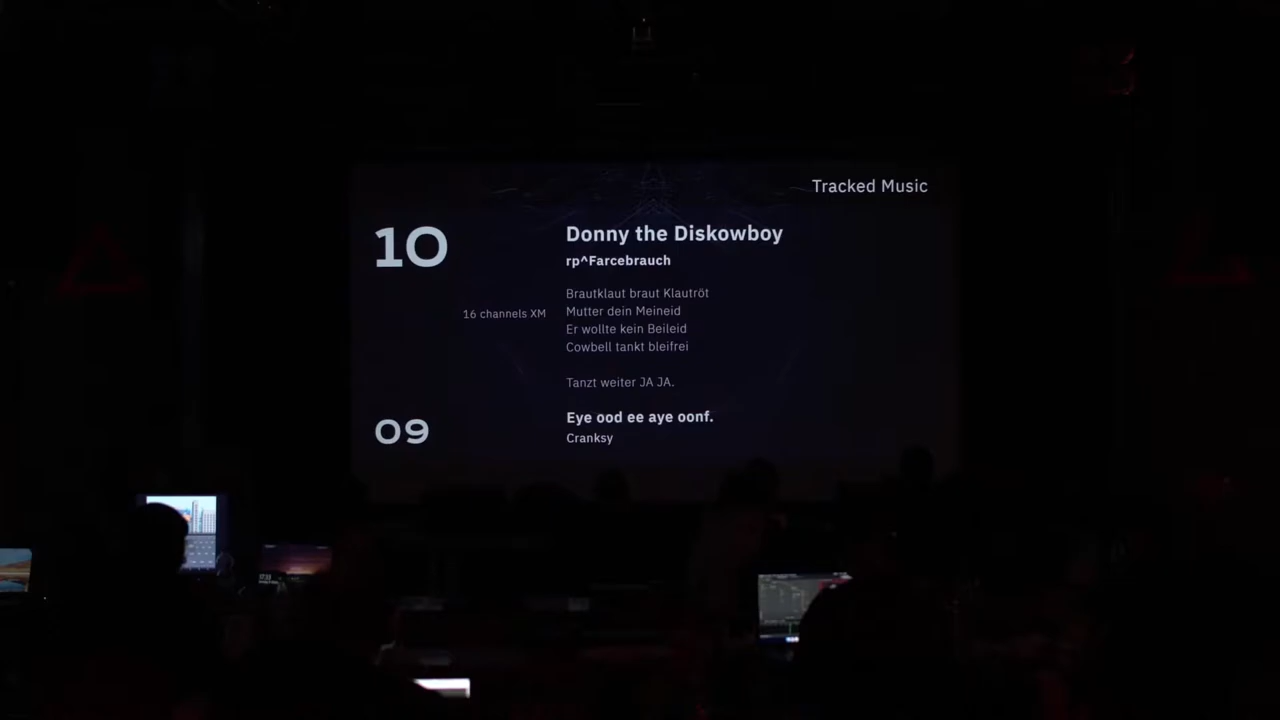 Tracked Music
10
Donny the Diskowboy
rp^Farcebrauch
16 channels XM
Brautklaut braut Klautröt
Mutter dein Meineid
Er wollte kein Beileid
Cowbell tankt bleifrei
Tanzt weiter JA JA.
09
Eye ood ee aye oonf.
Cranksy